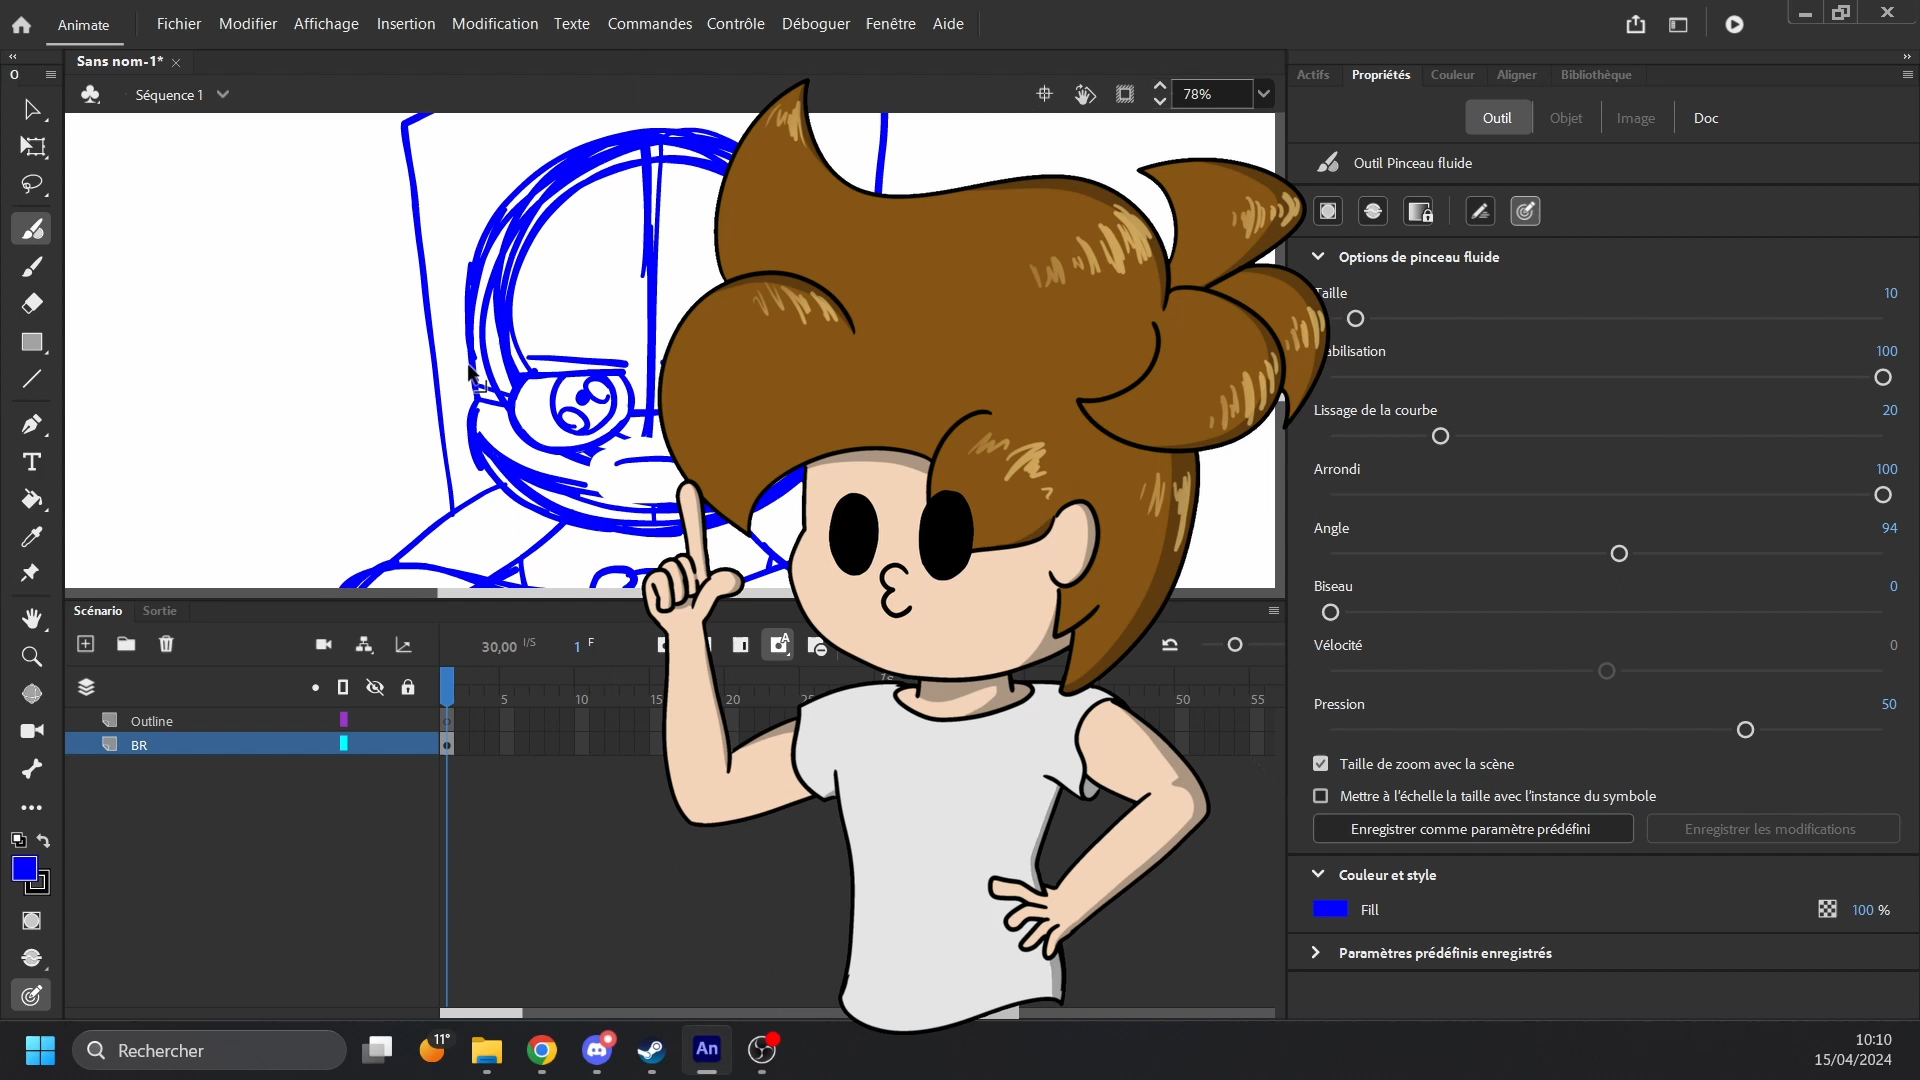 Animate
Fichier Modifier Affichage Insertion Modification Texte Commandes Contrôle Déboguer Fenêtre Aide
Sans nom-1*
Séquence 1
78%
Actifs Propriétés Couleur Aligner Bibliothèque
Outil Objet Image Doc
Outil Pinceau fluide
Options de pinceau fluide
Taille 10
100
Lissage de la courbe 20
Arrondi 100
Angle 94
Biseau 0
Vélocité 0
Pression 50
Taille de zoom avec la scène
Mettre à l'échelle la taille avec l'instance du symbole
Enregistrer comme paramètre prédéfini Enregistrer les modifications
Couleur et style
Fill 100 %
Paramètres prédéfinis enregistrés
Scénario Sortie
30,00 I/S 1 F
5 10 15 20 50 55
Outline
BR
Rechercher
11°
An
10:10
15/04/2024